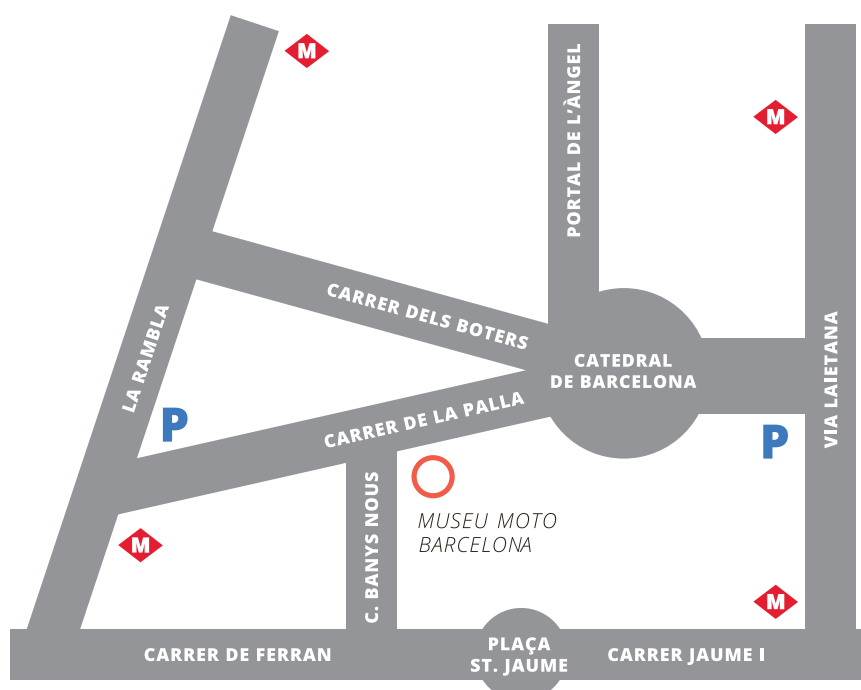 M
M
PORTAL DE L’ÀNGEL
CARRER DELS BOTERS
LA RAMBLA
CATEDRAL
DE BARCELONA
VIA LAIETANA
CARRER DE LA PALLA
P
P
C. BANYS NOUS
MUSEU MOTO
BARCELONA
M
M
CARRER DE FERRAN
PLAÇA
ST. JAUME
CARRER JAUME I